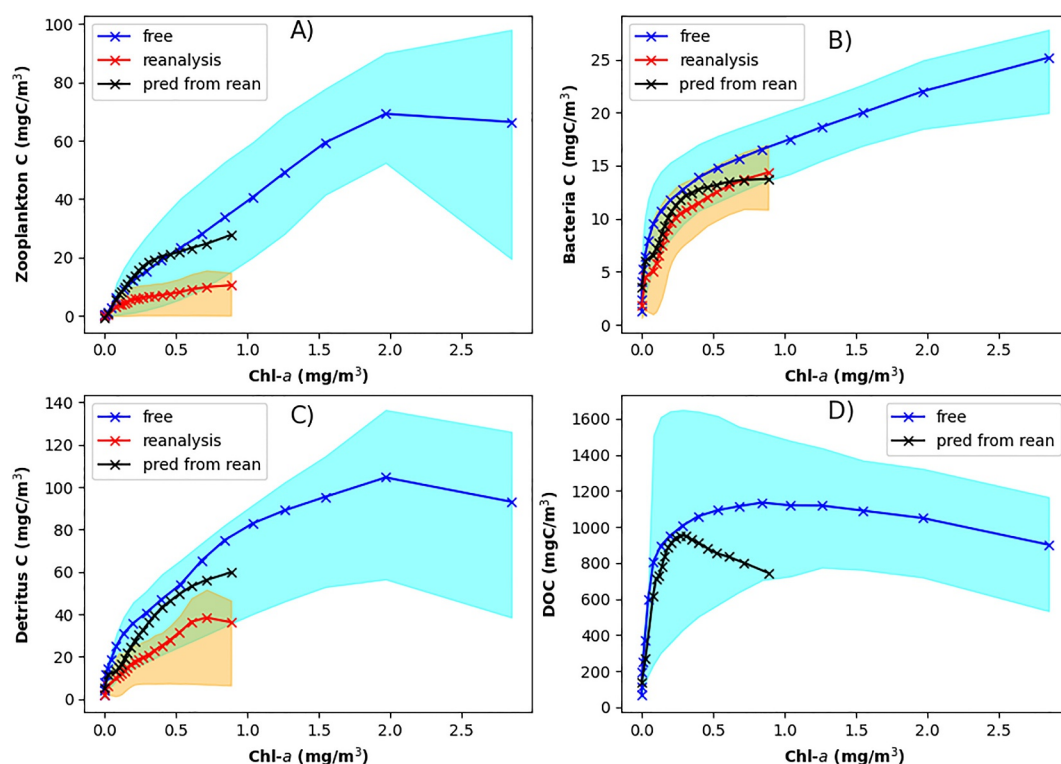 A)
free
reanalysis
pred from rean
100
80
60
40
20
0
Zooplankton C (mgC/m³)
0.0 0.5 1.0 1.5 2.0 2.5
Chl-a (mg/m³)
B)
free
reanalysis
pred from rean
25
20
15
10
5
0
Bacteria C (mgC/m³)
0.0 0.5 1.0 1.5 2.0 2.5
Chl-a (mg/m³)
C)
free
reanalysis
pred from rean
140
120
100
80
60
40
20
0
Detritus C (mgC/m³)
0.0 0.5 1.0 1.5 2.0 2.5
Chl-a (mg/m³)
D)
free
pred from rean
1600
1400
1200
1000
800
600
400
200
0
DOC (mgC/m³)
0.0 0.5 1.0 1.5 2.0 2.5
Chl-a (mg/m³)